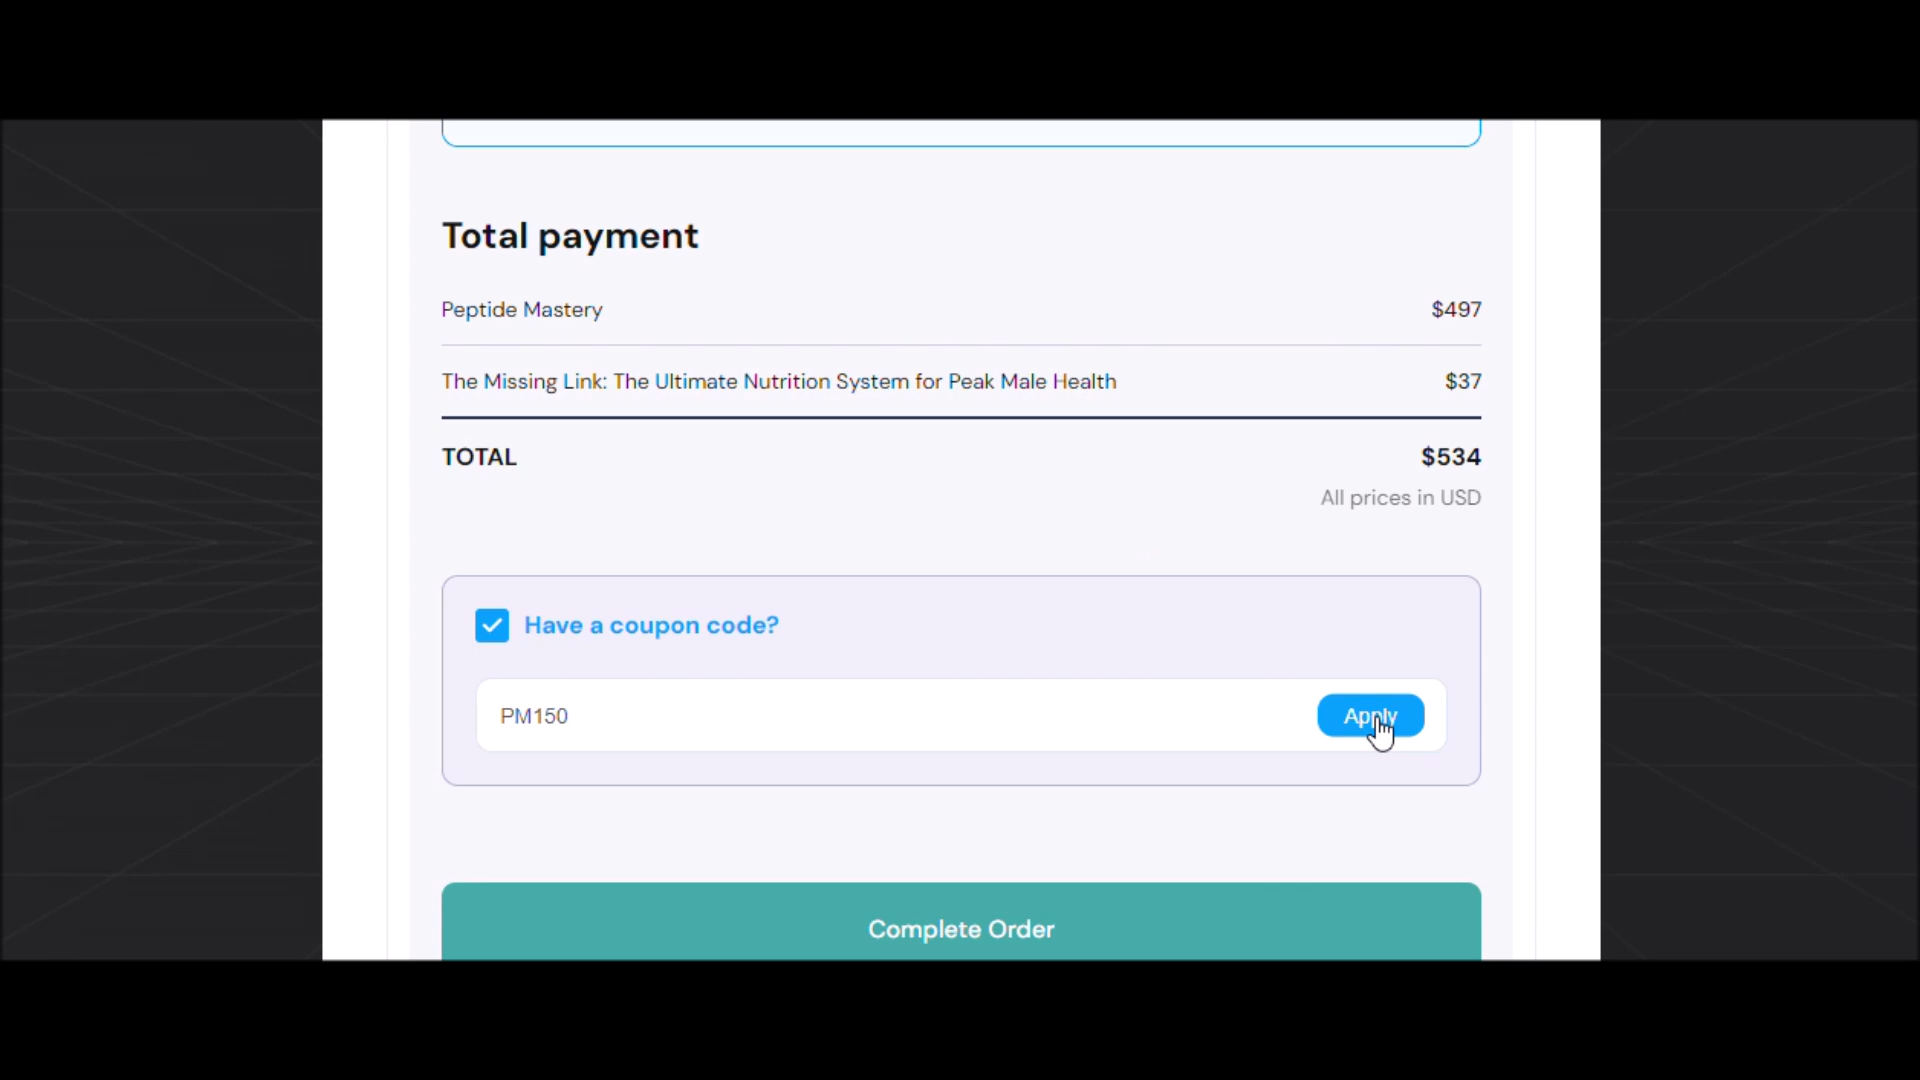 Total payment
Peptide Mastery $497
The Missing Link: The Ultimate Nutrition System for Peak Male Health $37
TOTAL $534
All prices in USD
Have a coupon code?
PM150 Apply
Complete Order